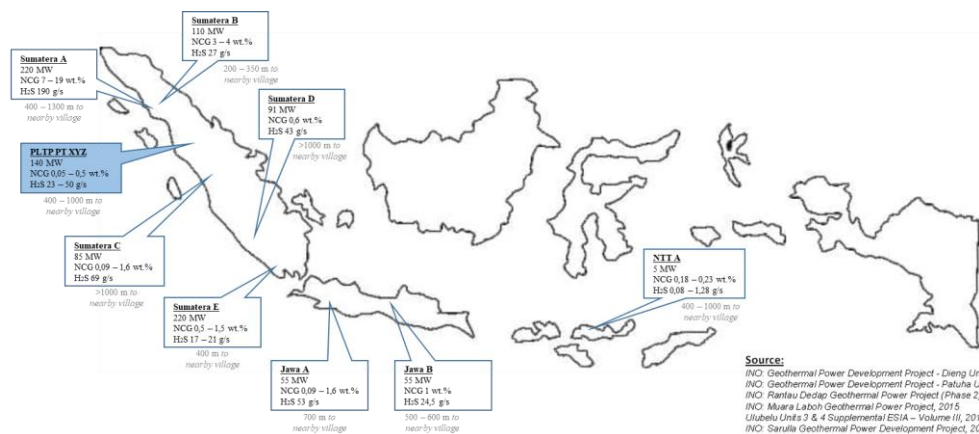 Sumatera B
110 MW
NCG 3 – 4 wt.%
H2S 27 g/s
200 – 350 m to
nearby village
Sumatera A
220 MW
NCG 7 – 19 wt.%
H2S 190 g/s
400 – 1300 m to
nearby village
Sumatera D
91 MW
NCG 0,6 wt.%
H2S 43 g/s
>1000 m to
nearby village
PLTP PT XYZ
140 MW
NCG 0,05 – 0,5 wt.%
H2S 23 – 50 g/s
400 – 1000 m to
nearby village
Sumatera C
85 MW
NCG 0,09 – 1,6 wt.%
H2S 69 g/s
>1000 m to
nearby village
NTT A
5 MW
NCG 0,18 – 0,23 wt.%
H2S 0,08 – 1,28 g/s
400 – 1000 m to
nearby village
Sumatera E
220 MW
NCG 0,5 – 1,5 wt.%
H2S 17 – 21 g/s
400 m to
nearby village
Jawa A
55 MW
NCG 0,09 – 1,6 wt.%
H2S 53 g/s
700 m to
nearby village
Jawa B
55 MW
NCG 1 wt.%
H2S 24,5 g/s
500 – 600 m to
nearby village
Source:
INO: Geothermal Power Development Project - Dieng
INO: Geothermal Power Development Project - Patuha
INO: Rantau Dedap Geothermal Power Project (Phase 2
INO: Muara Laboh Geothermal Power Project, 2015
Ulubelu Units 3 & 4 Supplemental ESIA – Volume III,
INO: Sarulla Geothermal Power Development Project,